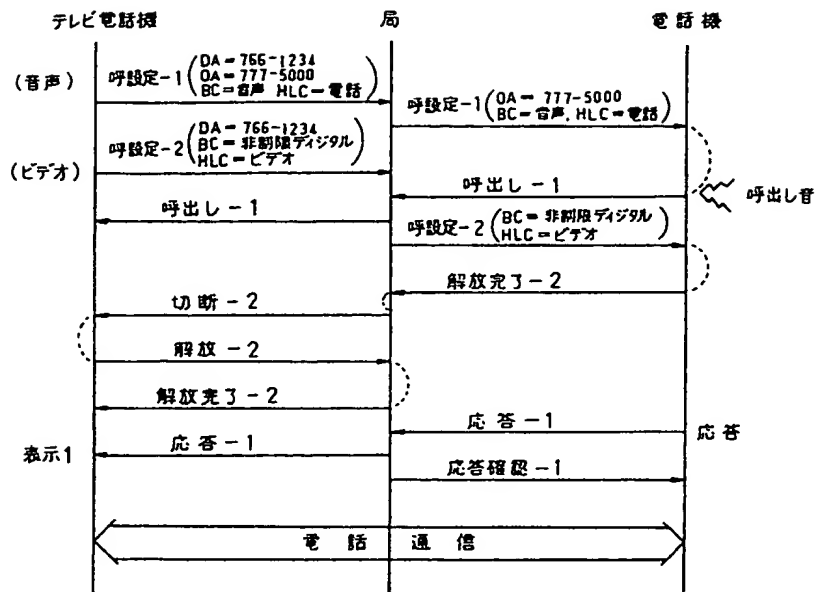 テレビ電話機
局
電話機
(音声)
呼設定-1
DA=766-1234
OA=777-5000
BC=音声 HLC=電話
呼設定-1
OA=777-5000
BC=音声, HLC=電話
(ビデオ)
呼設定-2
DA=766-1234
BC=非制限ディジタル
HLC=ビデオ
呼出し-1
呼出し音
呼出し-1
呼設定-2
BC=非制限ディジタル
HLC=ビデオ
解放完了-2
切断-2
解放-2
解放完了-2
応答-1
応答
表示1
応答-1
応答確認-1
電話通信